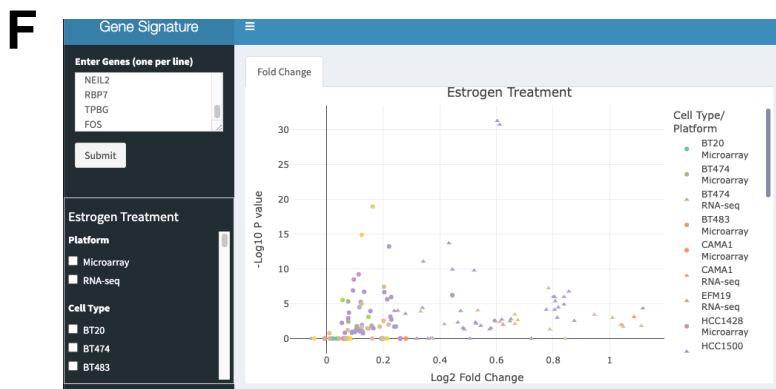 F
Gene Signature
☰
Enter Genes (one per line)
NEIL2
RBP7
TPBG
FOS
Submit
Estrogen Treatment
Platform
Microarray
RNA-seq
Cell Type
BT20
BT474
BT483
Fold Change
Estrogen Treatment
-Log10 P value
30
25
20
15
10
5
0
0
0.2
0.4
0.6
0.8
1
Log2 Fold Change
Cell Type/
Platform
BT20
Microarray
BT474
Microarray
BT474
RNA-seq
BT483
Microarray
CAMA1
Microarray
CAMA1
RNA-seq
EFM19
RNA-seq
HCC1428
Microarray
HCC1500